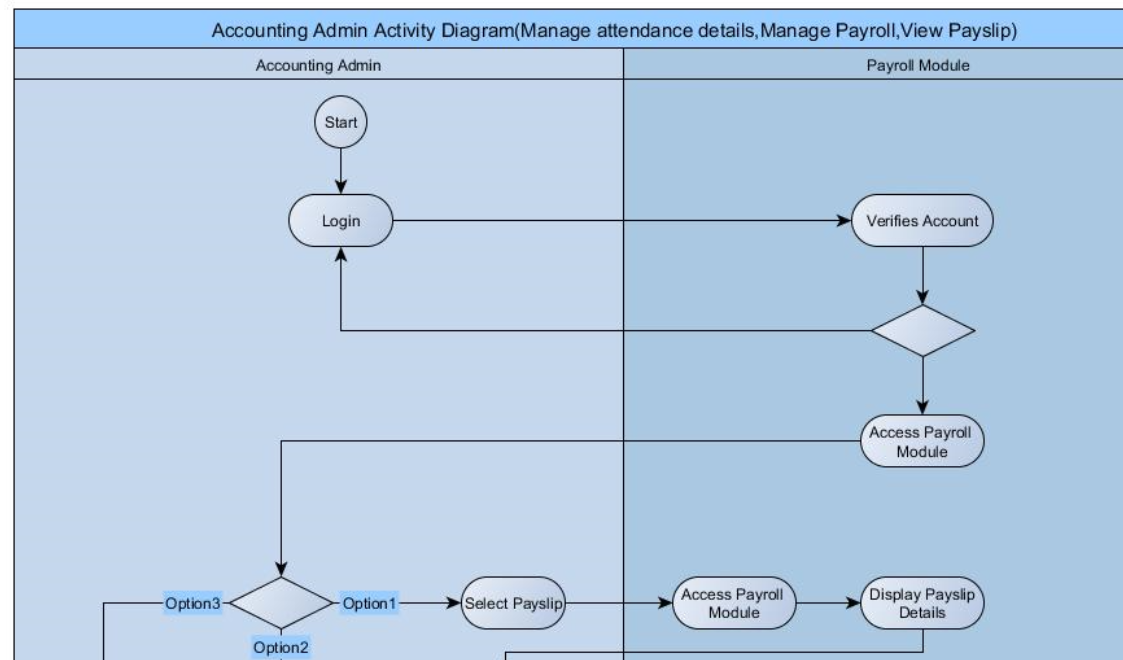 Accounting Admin Activity Diagram(Manage attendance details,Manage Payroll,View Payslip)
Accounting Admin
Payroll Module
Start
Login
Verifies Account
Access Payroll
Module
Option3
Option1
Select Payslip
Access Payroll
Module
Display Payslip
Details
Option2